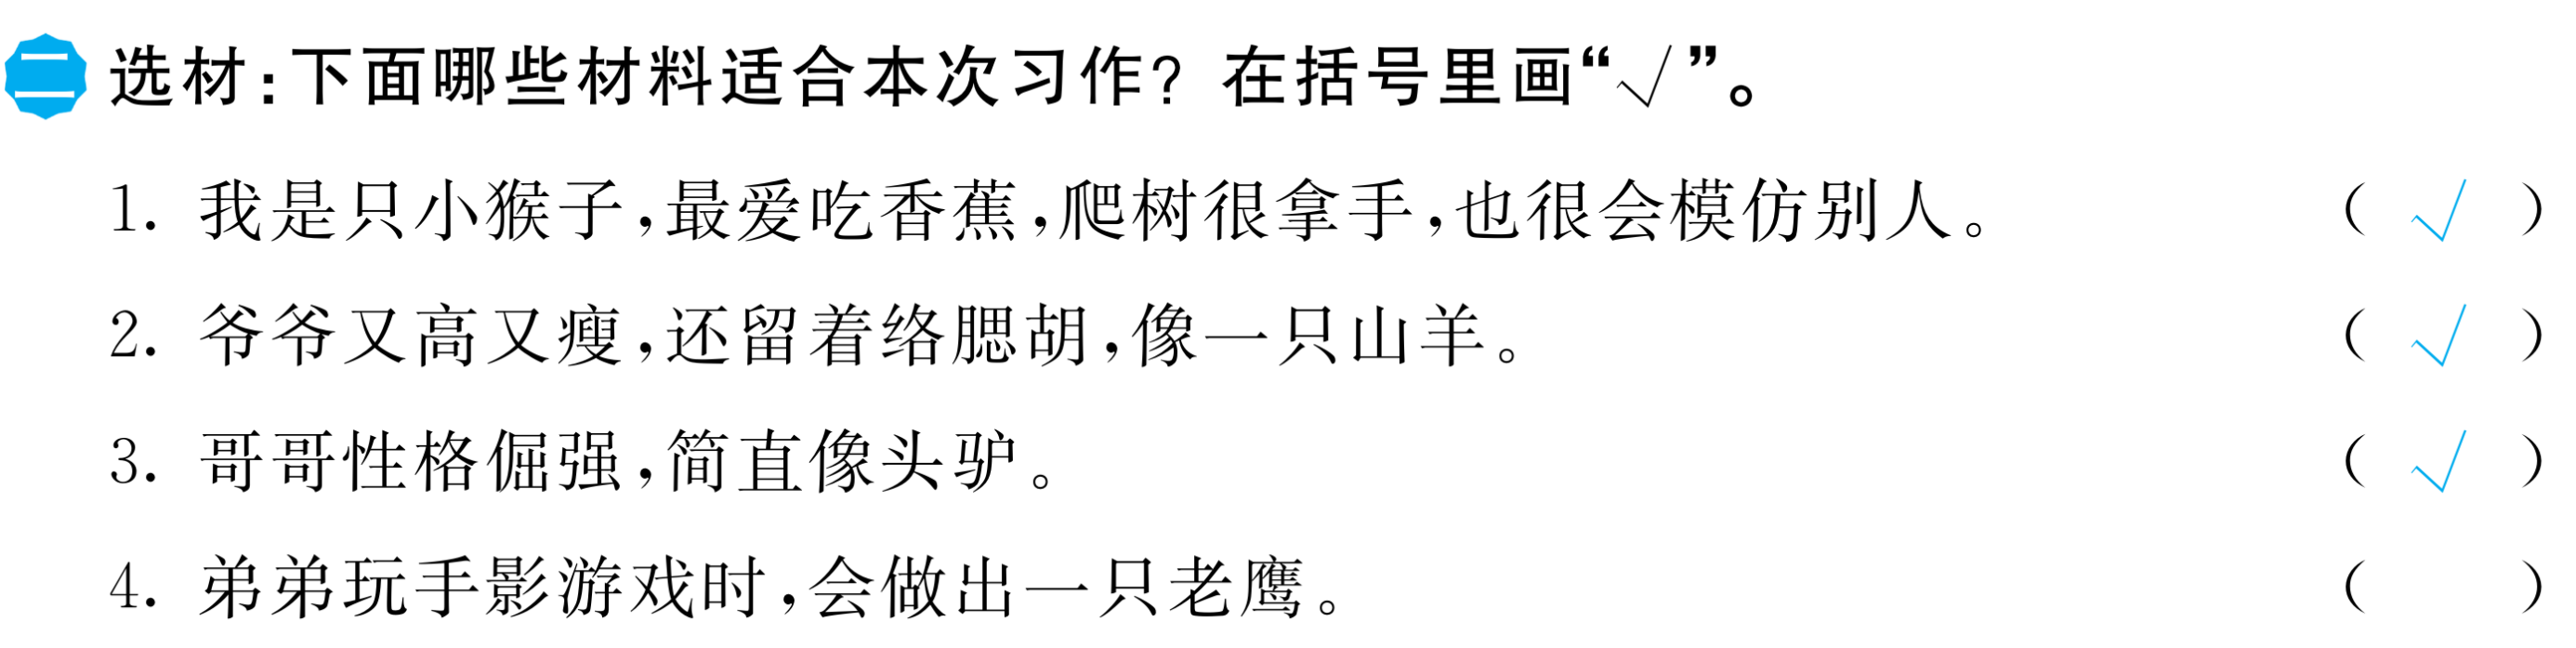 二 选材:下面哪些材料适合本次习作? 在括号里画“√”。
1. 我是只小猴子,最爱吃香蕉,爬树很拿手,也很会模仿别人。 ( √ )
2. 爷爷又高又瘦,还留着络腮胡,像一只山羊。 ( √ )
3. 哥哥性格倔强,简直像头驴。 ( √ )
4. 弟弟玩手影游戏时,会做出一只老鹰。 ( )